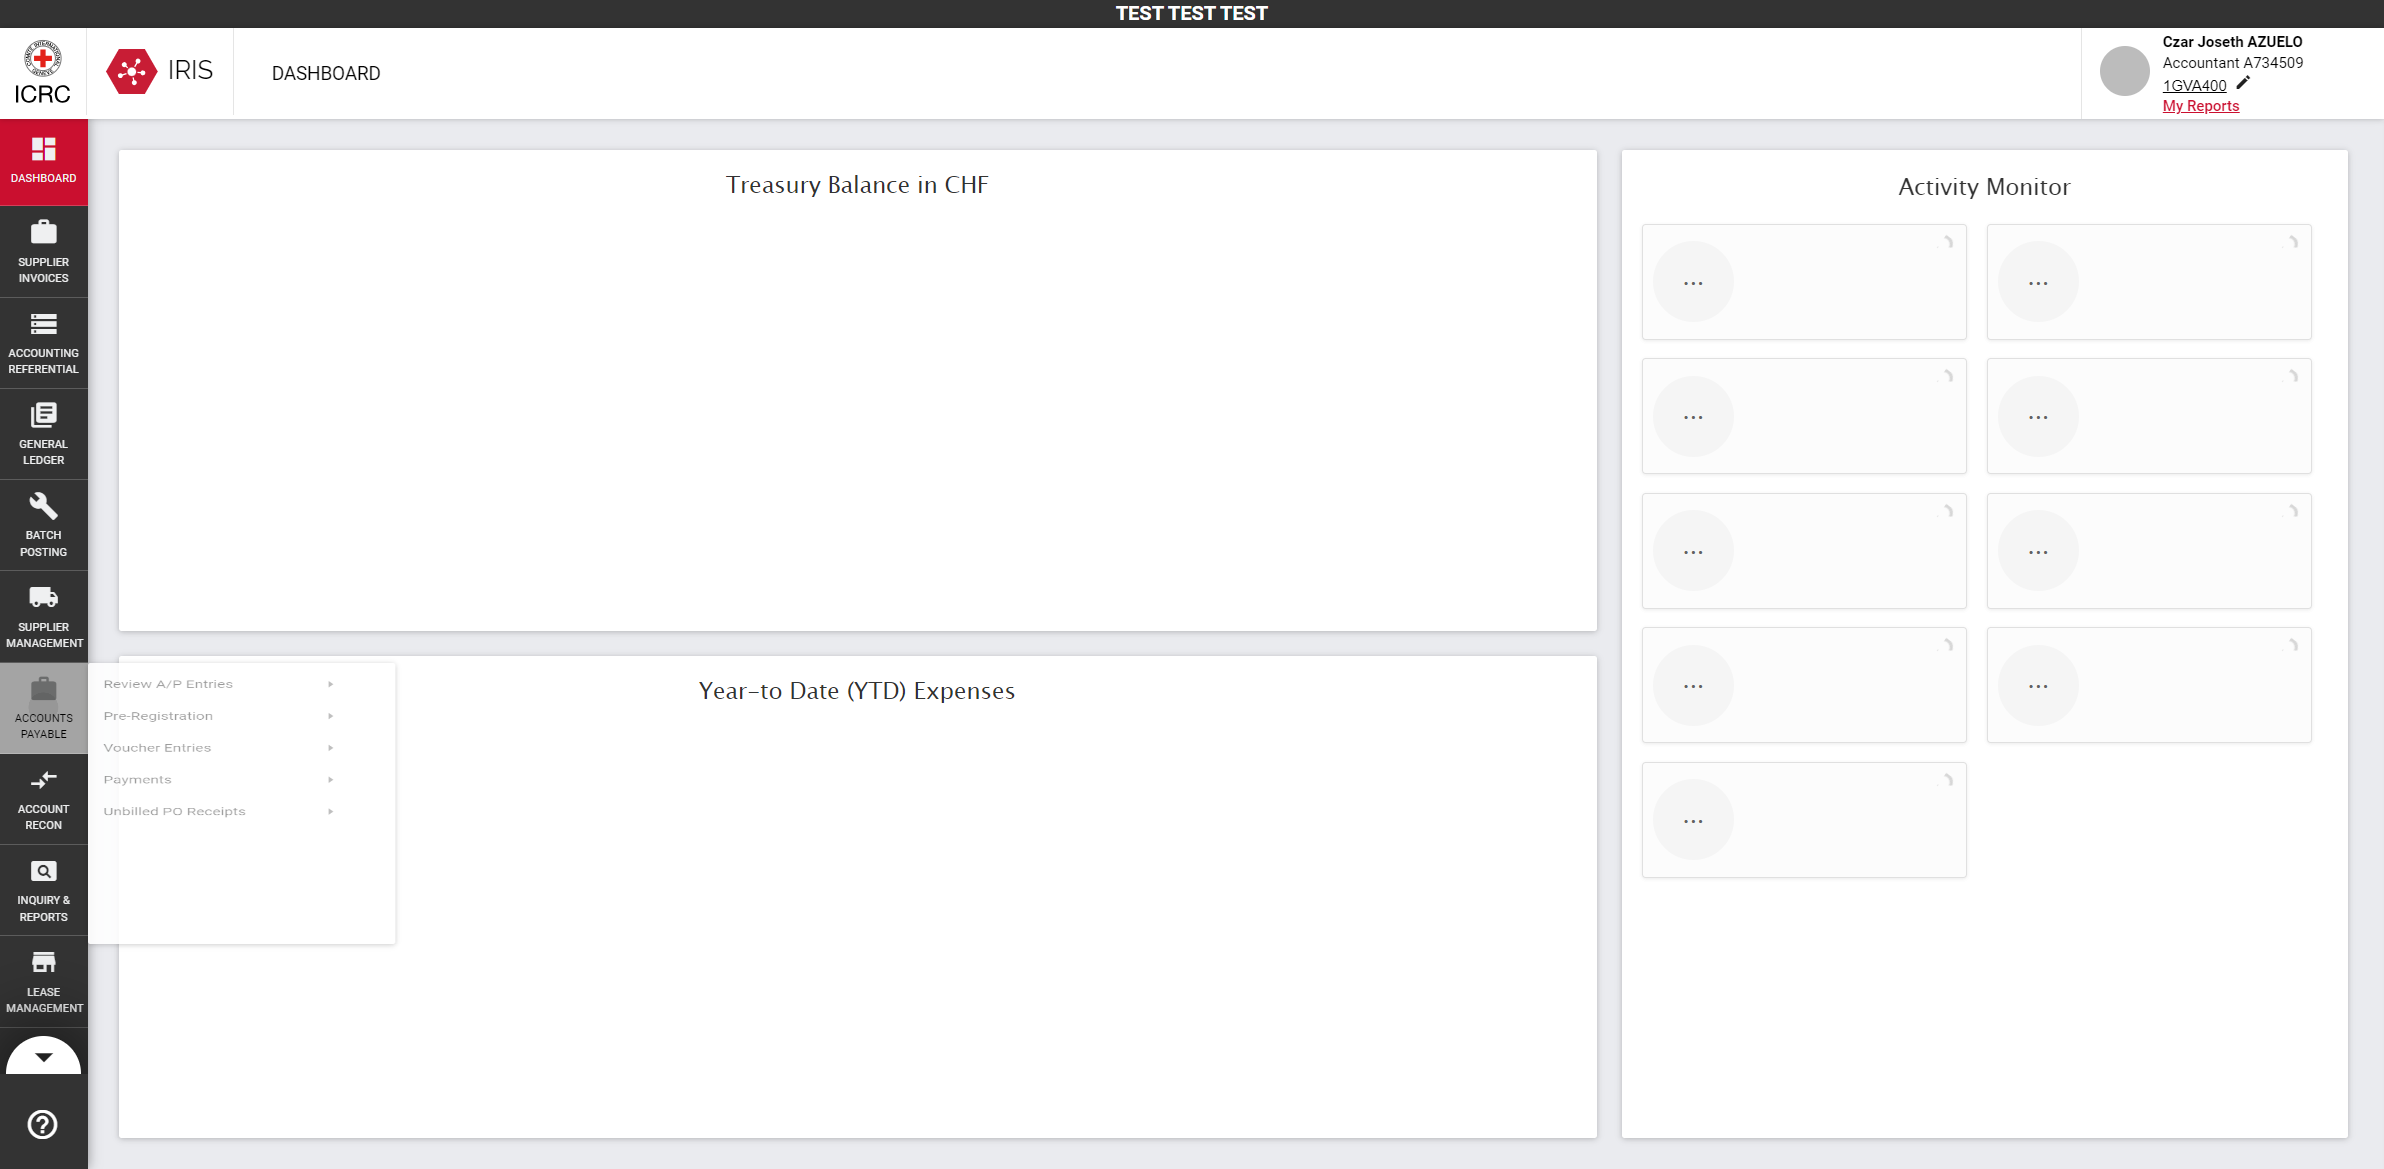 TEST TEST TEST
ICRC
IRIS
DASHBOARD
Czar Joseth AZUELO
Accountant A734509
1GVA400
My Reports
DASHBOARD
SUPPLIER
INVOICES
ACCOUNTING
REFERENTIAL
GENERAL
LEDGER
BATCH
POSTING
SUPPLIER
MANAGEMENT
ACCOUNTS
PAYABLE
ACCOUNT
RECON
INQUIRY &
REPORTS
LEASE
MANAGEMENT
Review A/P Entries
Pre-Registration
Voucher Entries
Payments
Unbilled PO Receipts
Treasury Balance in CHF
Year-to Date (YTD) Expenses
Activity Monitor
...
...
...
...
...
...
...
...
...